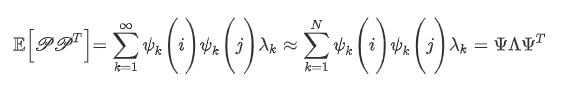 𝔼[𝒫𝒫^T] = ∑_{k=1}^{∞} ψ_k(i) ψ_k(j) λ_k ≈ ∑_{k=1}^{N} ψ_k(i) ψ_k(j) λ_k = ΨΛΨ^T